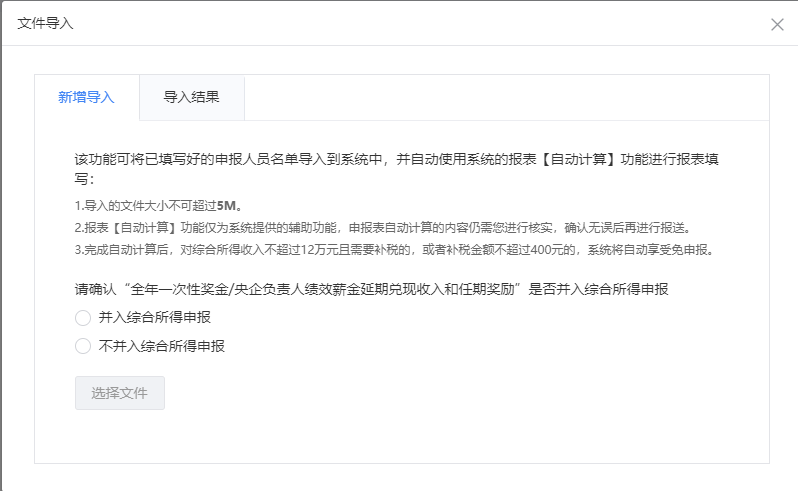 文件导入
新增导入
导入结果
该功能可将已填写好的申报人员名单导入到系统中，并自动使用系统的报表【自动计算】功能进行报表填
写：
1.导入的文件大小不可超过5M。
2.报表【自动计算】功能仅为系统提供的辅助功能，申报表自动计算的内容仍需您进行核实，确认无误后再进行报送。
3.完成自动计算后，对综合所得收入不超过12万元且需要补税的，或者补税金额不超过400元的，系统将自动享受免申报。
请确认“全年一次性奖金/央企负责人绩效薪金延期兑现收入和任期奖励”是否并入综合所得申报
并入综合所得申报
不并入综合所得申报
选择文件